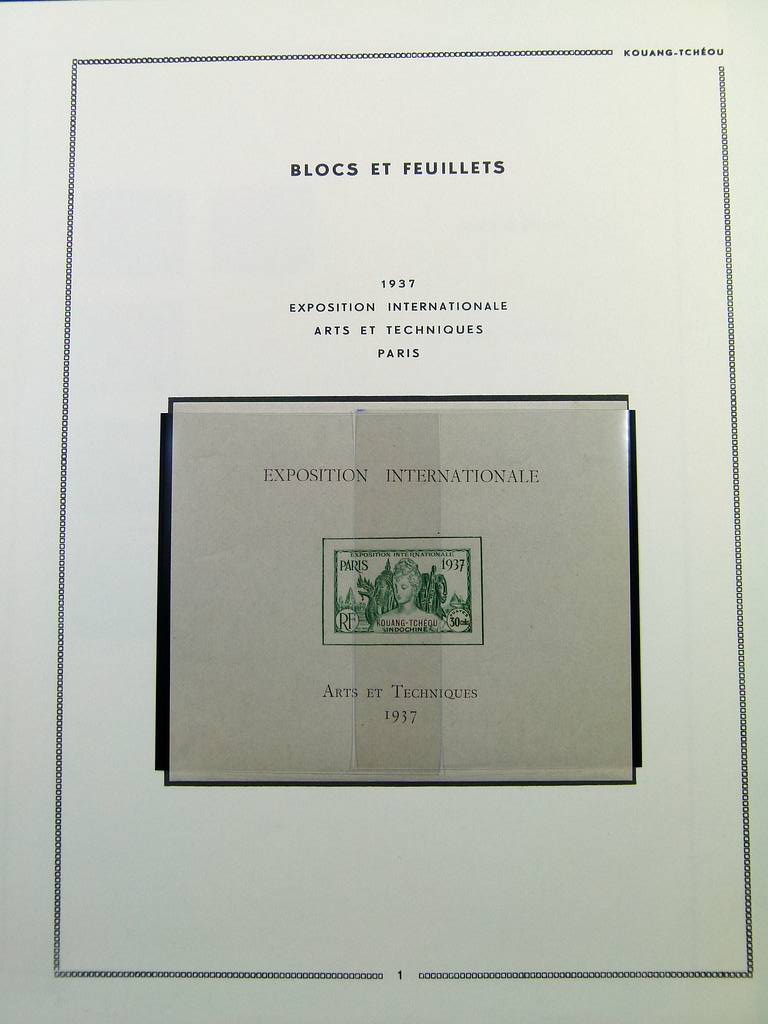 KOUANG-TCHÉOU
BLOCS ET FEUILLETS
1937
EXPOSITION INTERNATIONALE
ARTS ET TECHNIQUES
PARIS
EXPOSITION INTERNATIONALE
EXPOSITION INTERNATIONALE
PARIS 1937
RF KOUANG-TCHÉOU 30
INDOCHINE
ARTS ET TECHNIQUES
1937
1